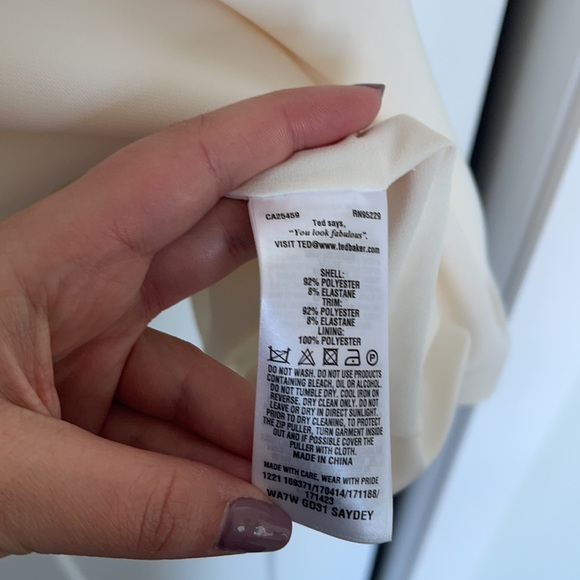 CA25459 RN95229
Ted says,
"You look fabulous".
VISIT TED@www.tedbaker.com
SHELL:
92% POLYESTER
8% ELASTANE
TRIM:
92% POLYESTER
8% ELASTANE
LINING:
100% POLYESTER
P
DO NOT WASH. DO NOT USE PRODUCTS
CONTAINING BLEACH, OIL OR ALCOHOL.
DO NOT TUMBLE DRY. COOL IRON ON
REVERSE. DRY CLEAN ONLY. DO NOT
LEAVE OR DRY IN DIRECT SUNLIGHT.
PRIOR TO DRY CLEANING, TO PROTECT
THE ZIP PULLER, TURN GARMENT INSIDE
OUT AND IF POSSIBLE COVER THE
PULLER WITH CLOTH.
MADE IN CHINA
MADE WITH CARE, WEAR WITH PRIDE
1221 169371/170414/171188/
171423
WA7W GD31 SAYDEY